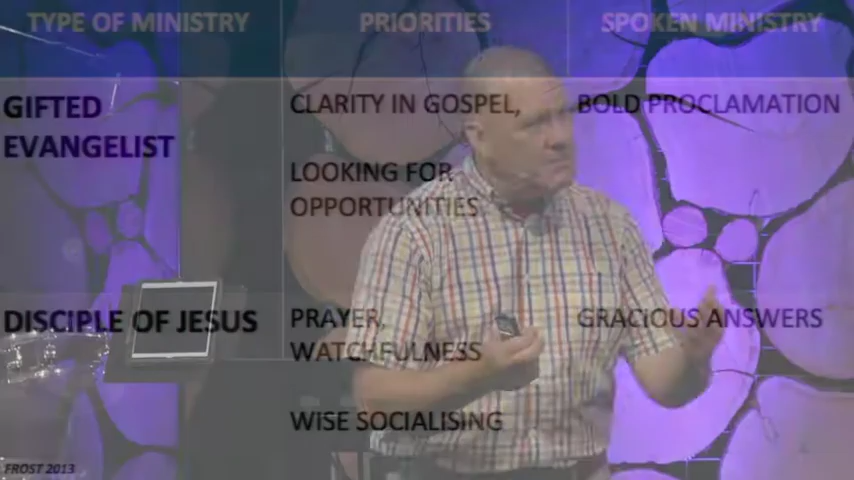 TYPE OF MINISTRY PRIORITIES SPOKEN MINISTRY
GIFTED EVANGELIST
CLARITY IN GOSPEL,
LOOKING FOR
OPPORTUNITIES
BOLD PROCLAMATION
DISCIPLE OF JESUS
PRAYER,
WATCHFULNESS
WISE SOCIALISING
GRACIOUS ANSWERS
FROST 2013